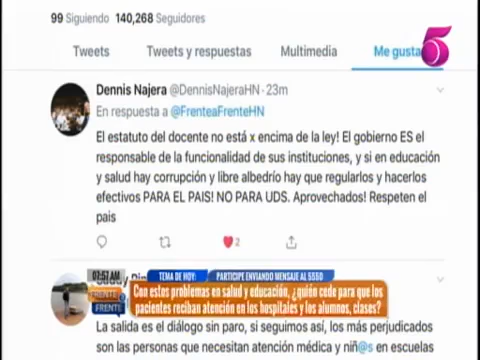 99 Siguiendo 140,268 Seguidores
Tweets Tweets y respuestas Multimedia Me gusta
5
Dennis Najera @DennisNajeraHN · 23m
En respuesta a @FrenteaFrenteHN
El estatuto del docente no está x encima de la ley! El gobierno ES el
responsable de la funcionalidad de sus instituciones, y si en educación
y salud hay corrupción y libre albedrío hay que regularlos y hacerlos
efectivos PARA EL PAIS! NO PARA UDS. Aprovechados! Respeten el
pais
2
07:57 AM
TEMA DE HOY: PARTICIPE ENVIANDO MENSAJE AL 5550
FRENTE
a
FRENTE
Con estos problemas en salud y educación, ¿quién cede para que los
pacientes reciban atención en los hospitales y los alumnos, clases?
La salida es el diálogo sin paro, si seguimos así, los más perjudicados
son las personas que necesitan atención médica y niñ@s en escuelas